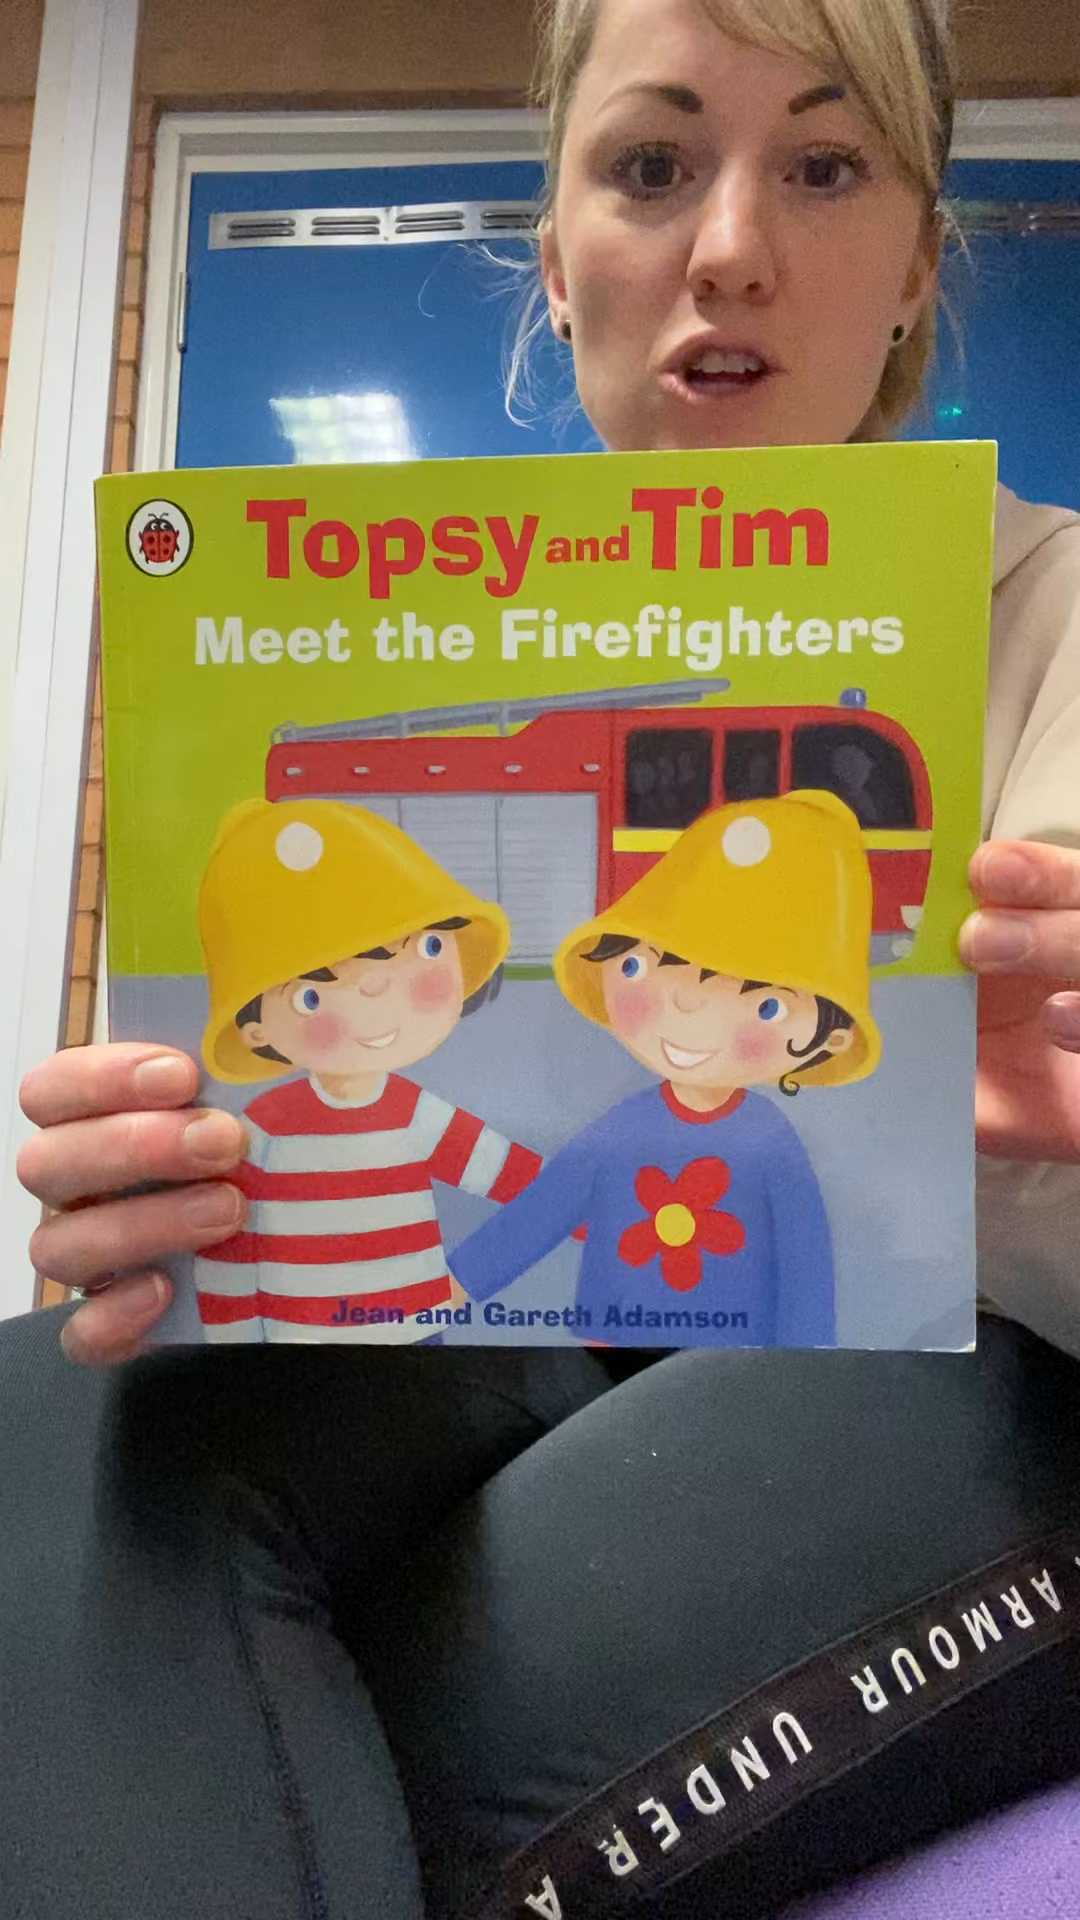 Topsy and Tim
Meet the Firefighters
Jean and Gareth Adamson
ARMOUR UNDER A